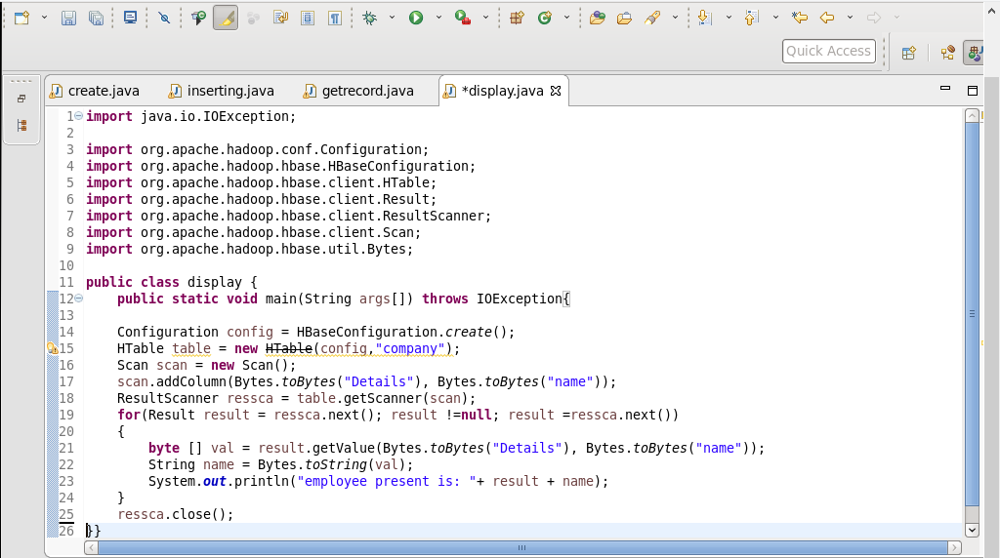 Quick Access
create.java inserting.java getrecord.java *display.java
1 import java.io.IOException;
2
3 import org.apache.hadoop.conf.Configuration;
4 import org.apache.hadoop.hbase.HBaseConfiguration;
5 import org.apache.hadoop.hbase.client.HTable;
6 import org.apache.hadoop.hbase.client.Result;
7 import org.apache.hadoop.hbase.client.ResultScanner;
8 import org.apache.hadoop.hbase.client.Scan;
9 import org.apache.hadoop.hbase.util.Bytes;
10
11 public class display {
12 public static void main(String args[]) throws IOException{
13
14 Configuration config = HBaseConfiguration.create();
15 HTable table = new HTable(config,"company");
16 Scan scan = new Scan();
17 scan.addColumn(Bytes.toBytes("Details"), Bytes.toBytes("name"));
18 ResultScanner ressca = table.getScanner(scan);
19 for(Result result = ressca.next(); result !=null; result =ressca.next())
20 {
21 byte [] val = result.getValue(Bytes.toBytes("Details"), Bytes.toBytes("name"));
22 String name = Bytes.toString(val);
23 System.out.println("employee present is: "+ result + name);
24 }
25 ressca.close();
26 }}